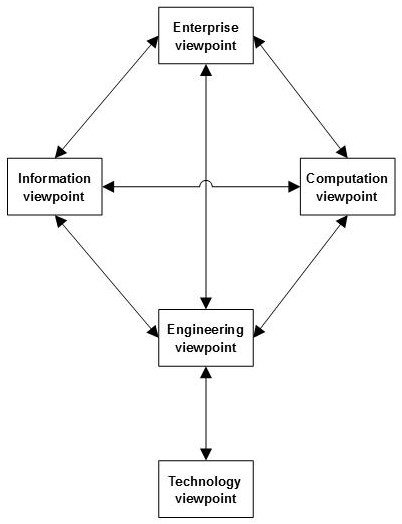 Enterprise
viewpoint
Information
viewpoint
Computation
viewpoint
Engineering
viewpoint
Technology
viewpoint